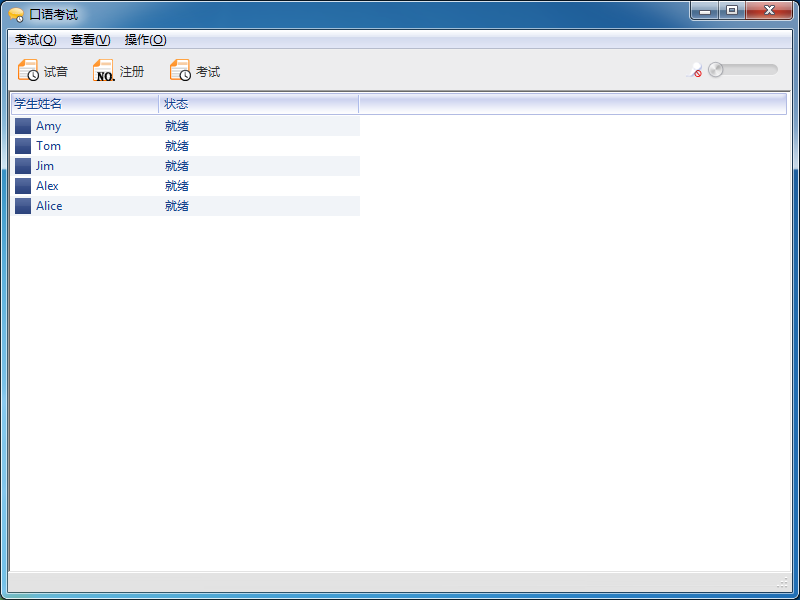 口语考试
考试(Q) 查看(V) 操作(O)
试音 NO. 注册 考试
学生姓名 状态
Amy 就绪
Tom 就绪
Jim 就绪
Alex 就绪
Alice 就绪